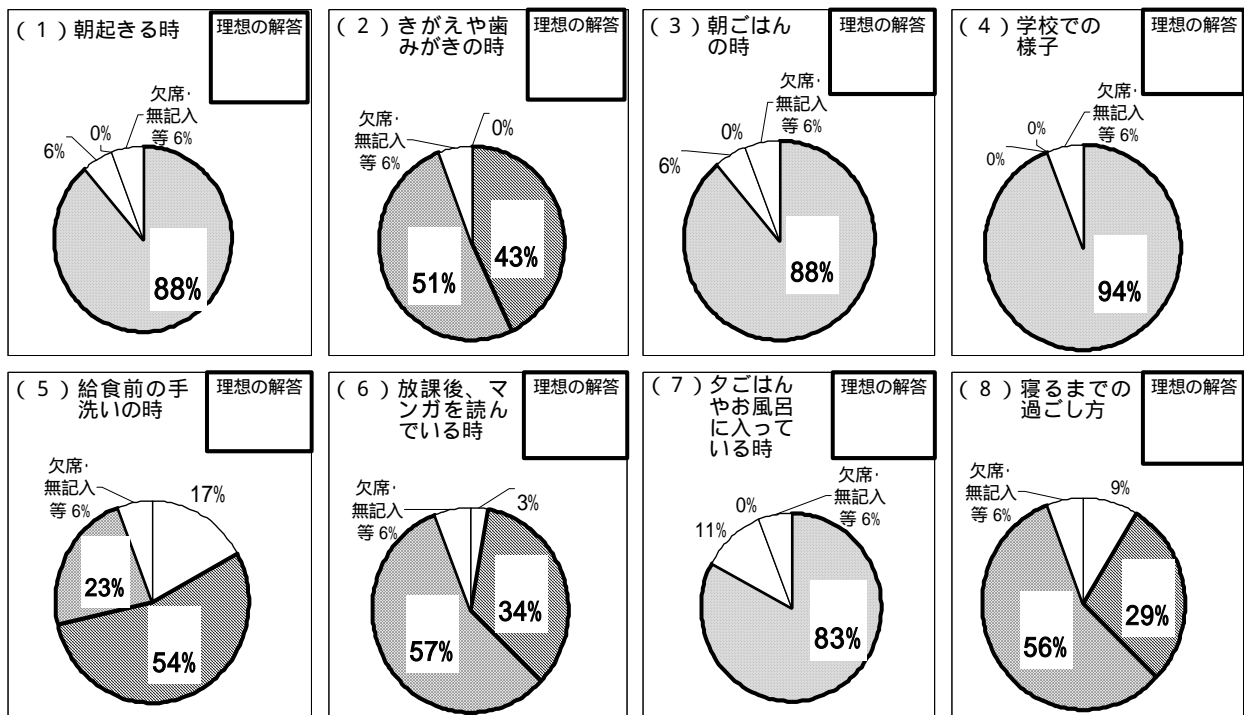 (1)朝起きる時
理想の解答
欠席・
無記入
等 6%
0%
6%
88%
(2)きがえや歯
みがきの時
理想の解答
欠席・
無記入
等 6%
0%
51%
43%
(3)朝ごはん
の時
理想の解答
欠席・
無記入
等 6%
0%
6%
88%
(4)学校での
様子
理想の解答
欠席・
無記入
等 6%
0%
0%
94%
(5)給食前の手
洗いの時
理想の解答
欠席・
無記入
等 6%
17%
23%
54%
(6)放課後、マ
ンガを読ん
でいる時
理想の解答
欠席・
無記入
等 6%
3%
34%
57%
(7)夕ごはん
やお風呂
に入って
いる時
理想の解答
欠席・
無記入
等 6%
0%
11%
83%
(8)寝るまでの
過ごし方
理想の解答
欠席・
無記入
等 6%
9%
29%
56%